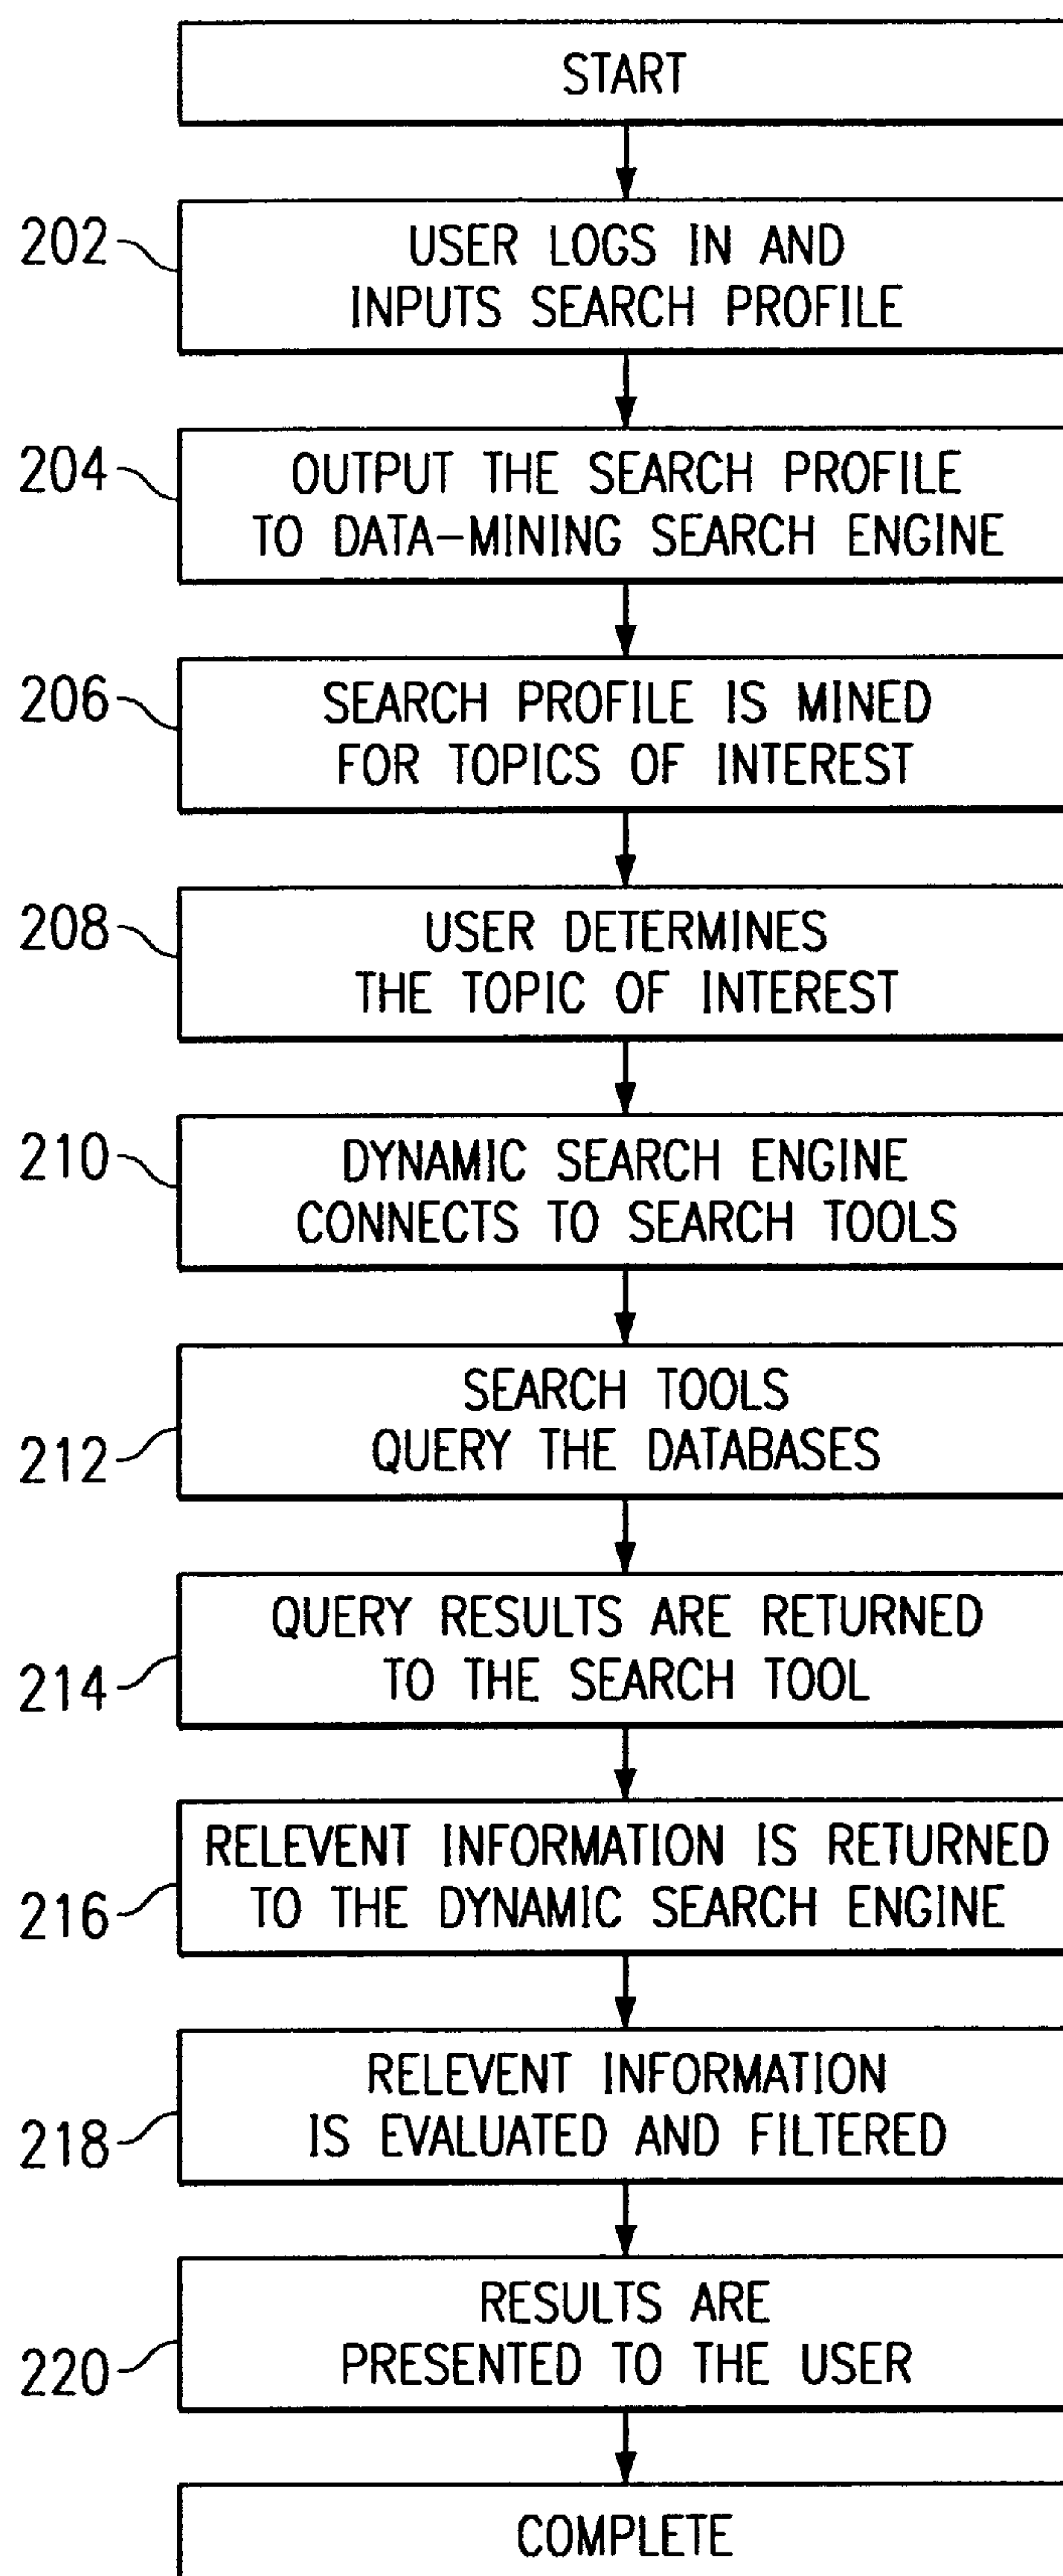 START
202
USER LOGS IN AND
INPUTS SEARCH PROFILE
204
OUTPUT THE SEARCH PROFILE
TO DATA-MINING SEARCH ENGINE
206
SEARCH PROFILE IS MINED
FOR TOPICS OF INTEREST
208
USER DETERMINES
THE TOPIC OF INTEREST
210
DYNAMIC SEARCH ENGINE
CONNECTS TO SEARCH TOOLS
212
SEARCH TOOLS
QUERY THE DATABASES
214
QUERY RESULTS ARE RETURNED
TO THE SEARCH TOOL
216
RELEVENT INFORMATION IS RETURNED
TO THE DYNAMIC SEARCH ENGINE
218
RELEVENT INFORMATION
IS EVALUATED AND FILTERED
220
RESULTS ARE
PRESENTED TO THE USER
COMPLETE